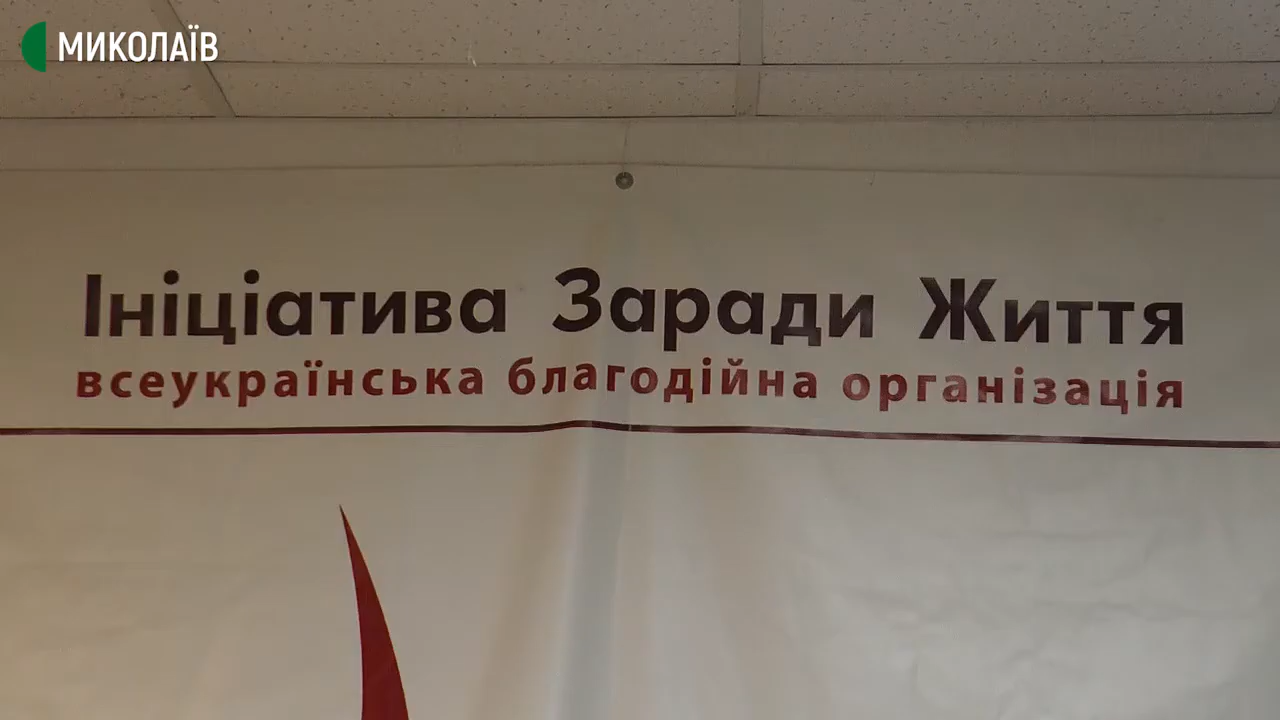 МИКОЛАЇВ
Ініціатива Заради Життя
всеукраїнська благодійна організація